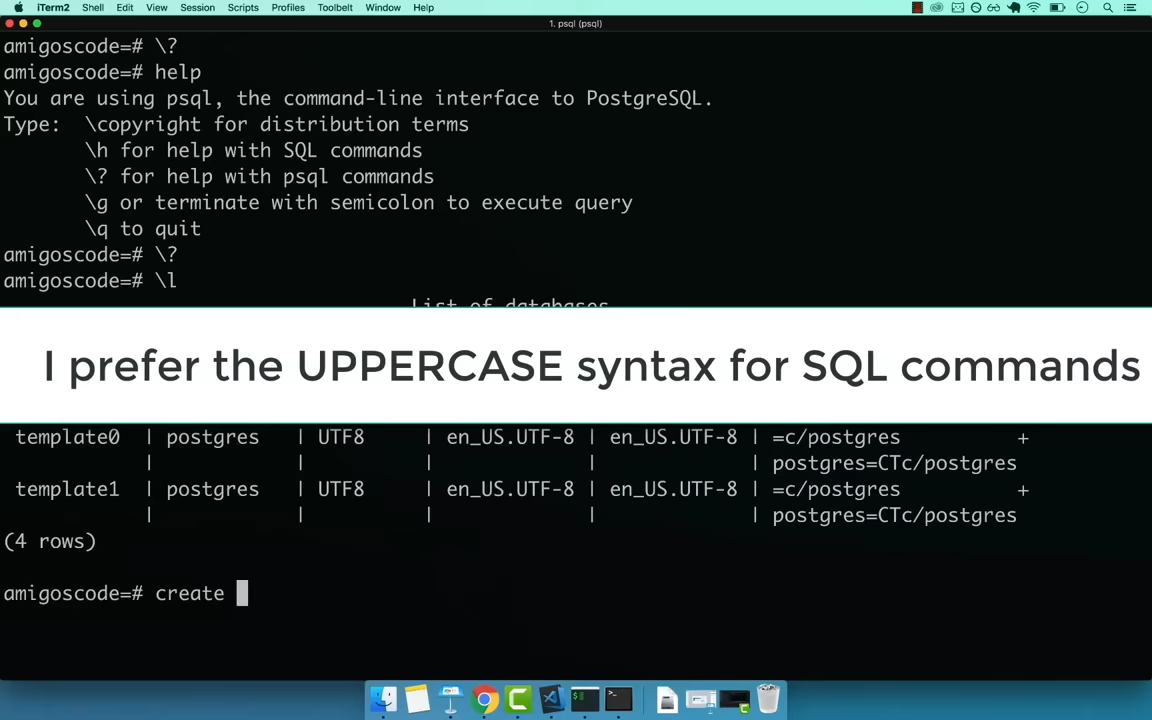 iTerm2 Shell Edit View Session Scripts Profiles Toolbelt Window Help
1. psql (psql)
amigoscode=# \?
amigoscode=# help
You are using psql, the command-line interface to PostgreSQL.
Type:  \copyright for distribution terms
       \h for help with SQL commands
       \? for help with psql commands
       \g or terminate with semicolon to execute query
       \q to quit
amigoscode=# \?
amigoscode=# \l
List of databases
I prefer the UPPERCASE syntax for SQL commands
template0 | postgres | UTF8 | en_US.UTF-8 | en_US.UTF-8 | =c/postgres +
| | | | | postgres=CTc/postgres
template1 | postgres | UTF8 | en_US.UTF-8 | en_US.UTF-8 | =c/postgres +
| | | | | postgres=CTc/postgres
(4 rows)
amigoscode=# create